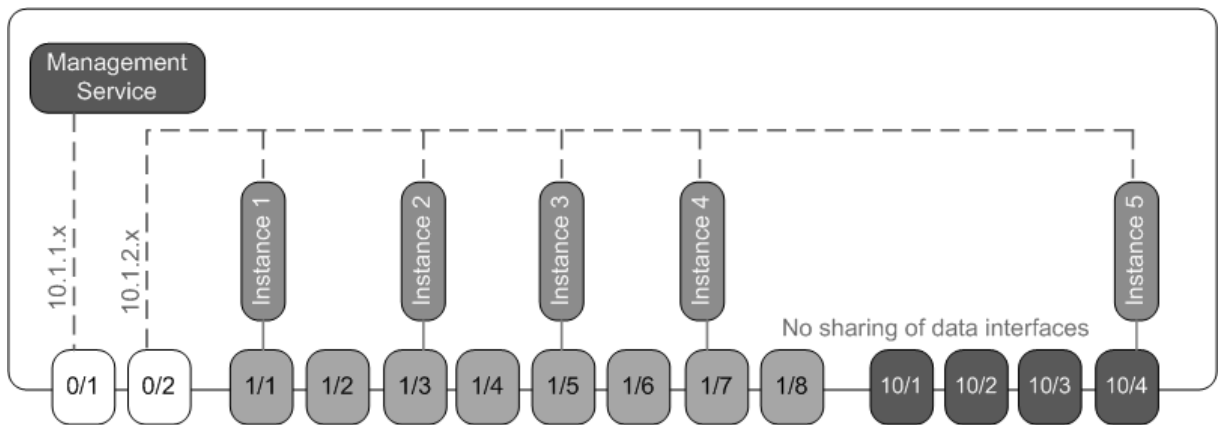 Management
Service
10.1.1.x
10.1.2.x
Instance 1
Instance 2
Instance 3
Instance 4
Instance 5
No sharing of data interfaces
0/1
0/2
1/1
1/2
1/3
1/4
1/5
1/6
1/7
1/8
10/1
10/2
10/3
10/4